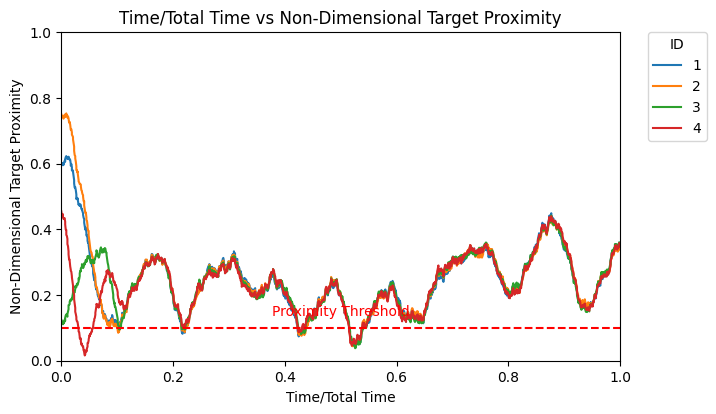 Time/Total Time vs Non-Dimensional Target Proximity
Non-Dimensional Target Proximity
1.0
0.8
0.6
0.4
0.2
0.0
Proximity Threshold
0.0 0.2 0.4 0.6 0.8 1.0
Time/Total Time
ID
1
2
3
4